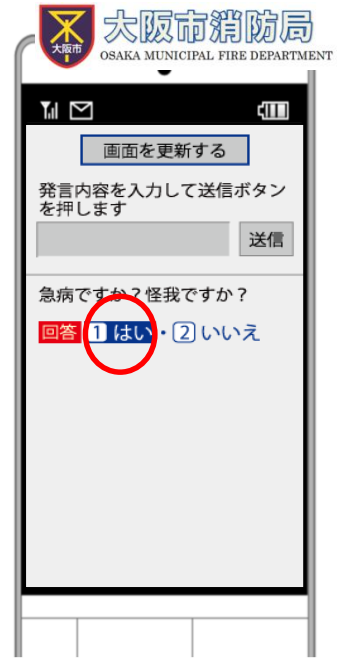 大阪市
大阪市消防局
OSAKA MUNICIPAL FIRE DEPARTMENT
画面を更新する
発言内容を入力して送信ボタン
を押します
送信
急病ですか？怪我ですか？
回答 1 はい・2 いいえ